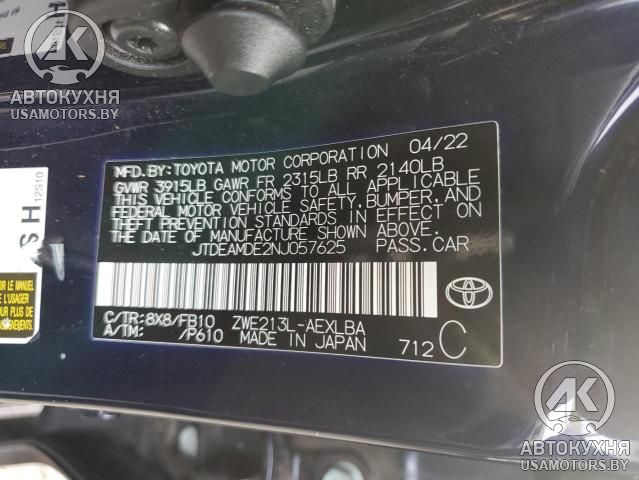 АВТОКУХНЯ
USAMOTORS.BY
MFD.BY:TOYOTA MOTOR CORPORATION 04/22
GVWR 3915LB GAWR FR 2315LB RR 2140LB
THIS VEHICLE CONFORMS TO ALL APPLICABLE
FEDERAL MOTOR VEHICLE SAFETY,BUMPER,AND
THEFT PREVENTION STANDARDS IN EFFECT ON
THE DATE OF MANUFACTURE SHOWN ABOVE.
JTDEAMDE2NJ057625 PASS.CAR
C/TR:8X8/FB10 ZWE213L-AEXLBA
A/TM: /P610 MADE IN JAPAN 712 C
S H
12S10
L'USAGER
АВТОКУХНЯ
USAMOTORS.BY